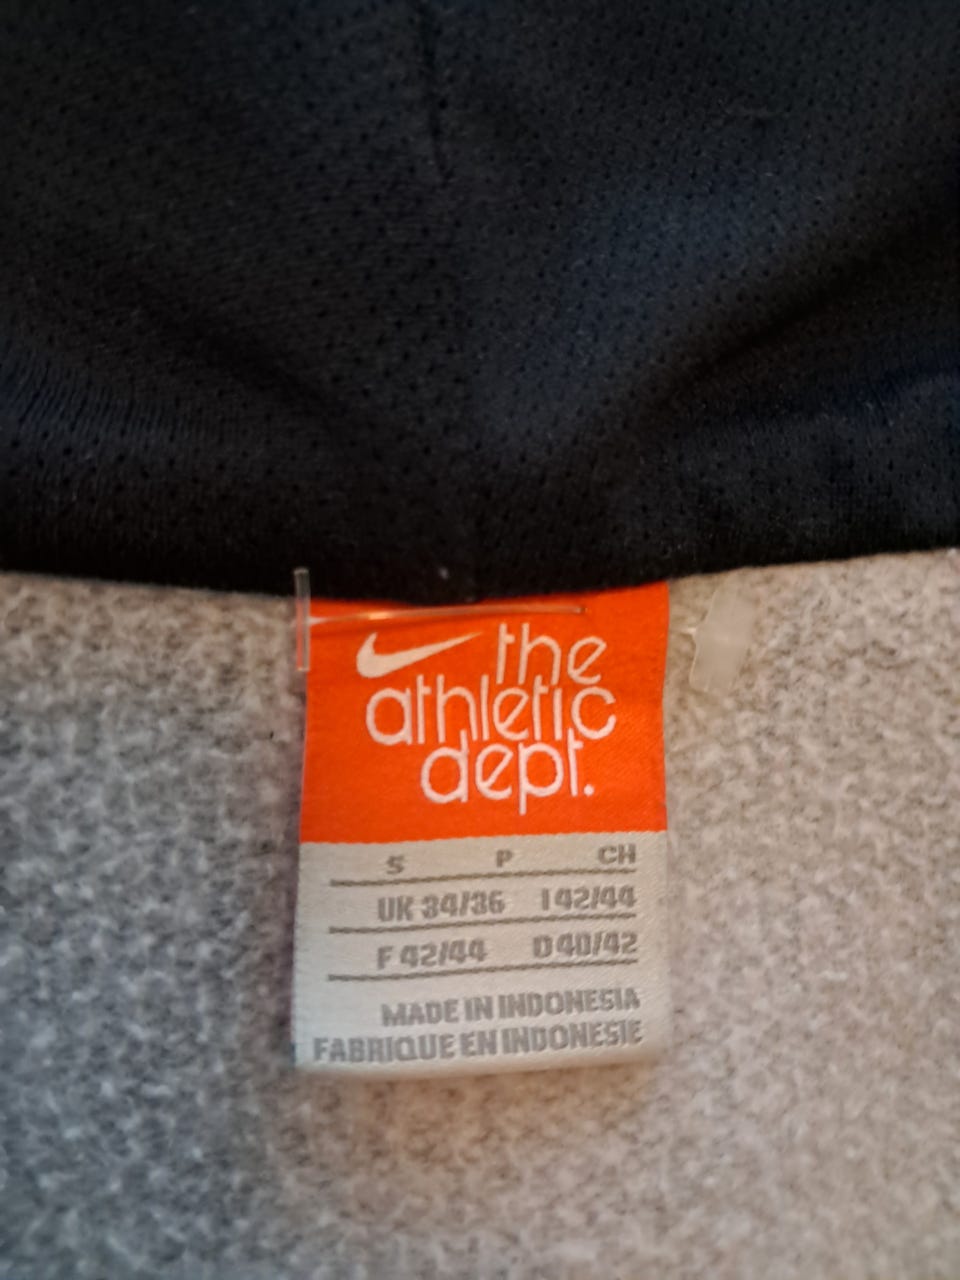 the
athletic
dept.
S P CH
UK 34/36 I 42/44
F 42/44 D 40/42
MADE IN INDONESIA
FABRIQUE EN INDONESIE